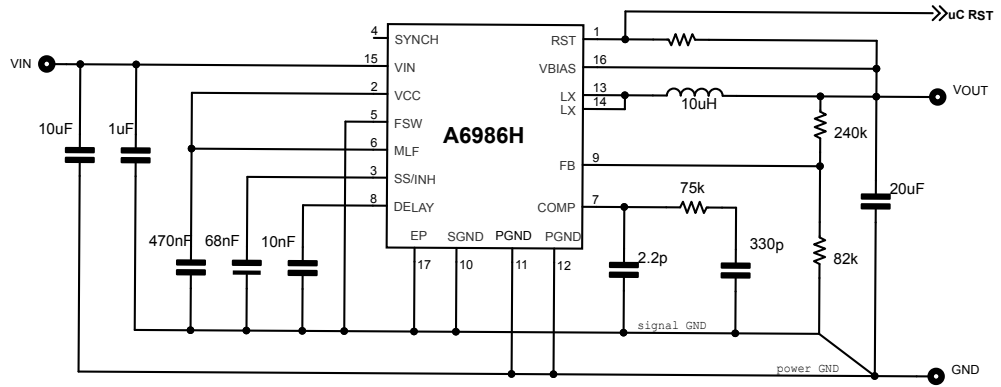 uC RST
4 SYNCH RST 1
VIN 15 VIN VBIAS 16
2 VCC LX 13
LX 14
10uH VOUT
10uF 1uF 5 FSW 240k
A6986H
6 MLF FB 9
3 SS/INH 75k 20uF
8 DELAY COMP 7
470nF 68nF 10nF EP SGND PGND PGND 330p
17 10 11 12 2.2p 82k
signal GND
power GND GND